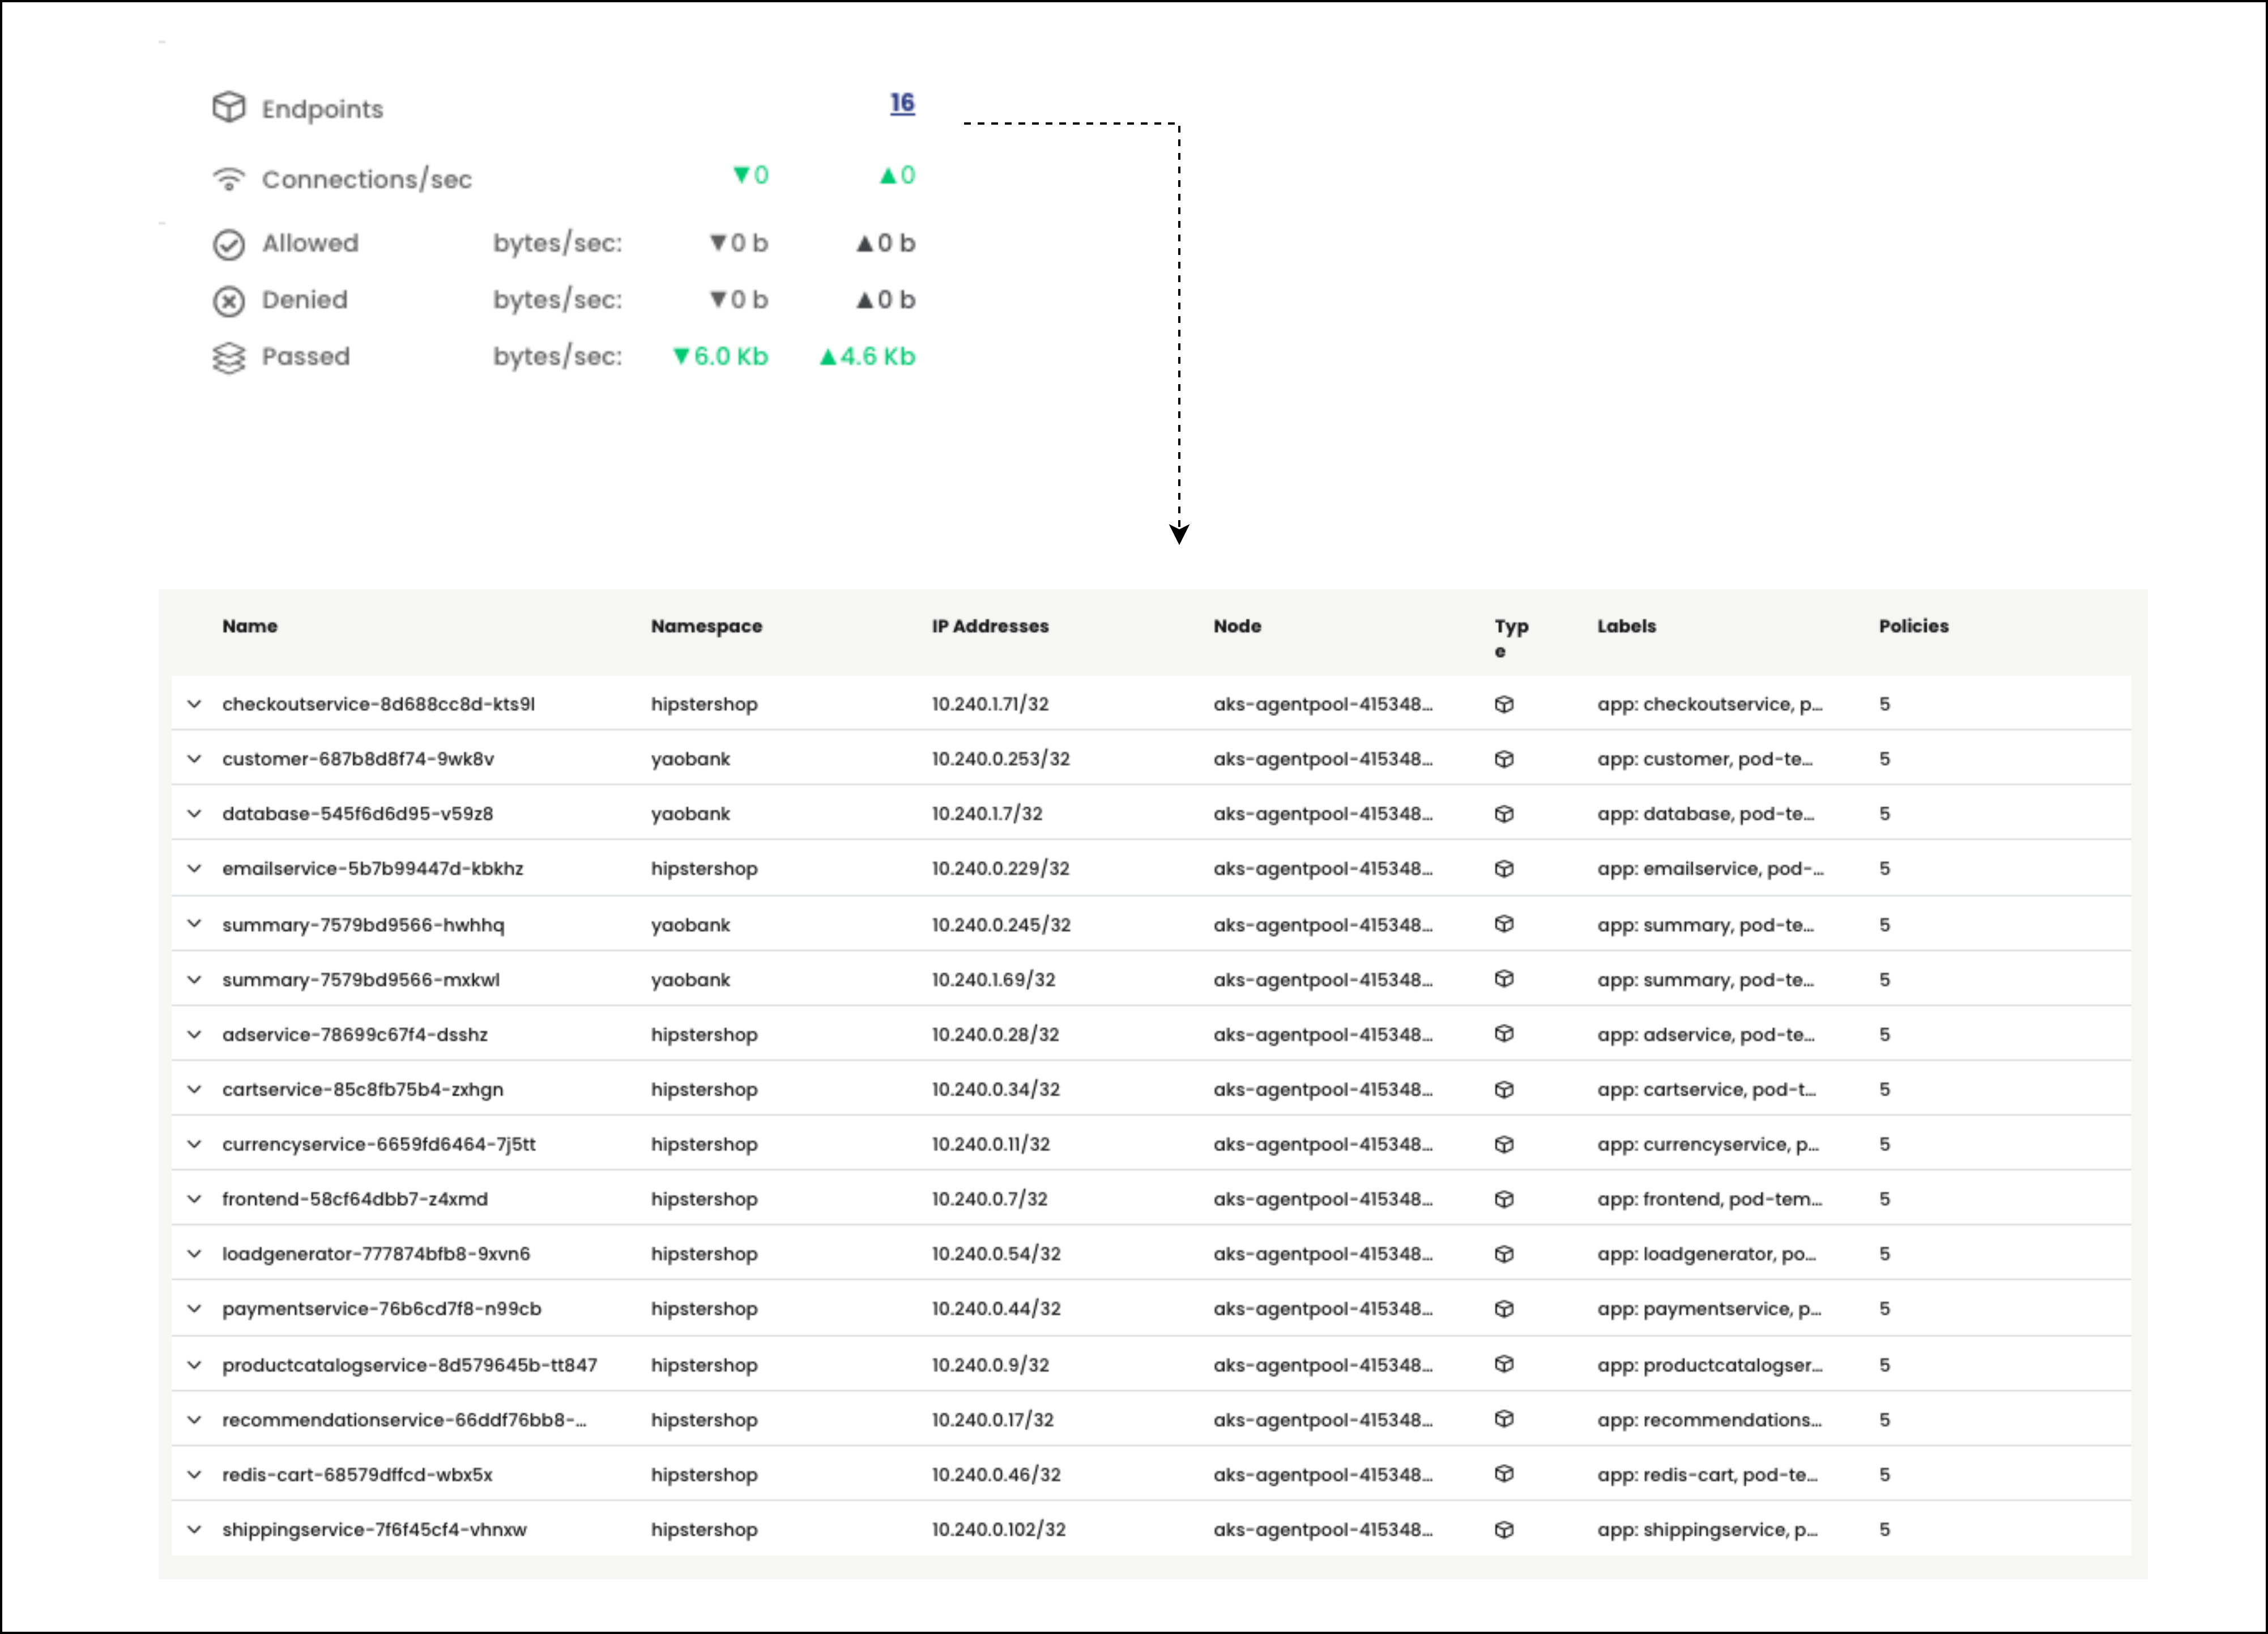 Endpoints 16
Connections/sec ▼0 ▲0
Allowed bytes/sec: ▼0 b ▲0 b
Denied bytes/sec: ▼0 b ▲0 b
Passed bytes/sec: ▼6.0 Kb ▲4.6 Kb
Name Namespace IP Addresses Node Type Labels Policies
checkoutservice-8d688cc8d-kts9l hipstershop 10.240.1.71/32 aks-agentpool-415348... app: checkoutservice, p... 5
customer-687b8d8f74-9wk8v yaobank 10.240.0.253/32 aks-agentpool-415348... app: customer, pod-te... 5
database-545f6d6d95-v59z8 yaobank 10.240.1.7/32 aks-agentpool-415348... app: database, pod-te... 5
emailservice-5b7b99447d-kbkhz hipstershop 10.240.0.229/32 aks-agentpool-415348... app: emailservice, pod-... 5
summary-7579bd9566-hwhhq yaobank 10.240.0.245/32 aks-agentpool-415348... app: summary, pod-te... 5
summary-7579bd9566-mxkwl yaobank 10.240.1.69/32 aks-agentpool-415348... app: summary, pod-te... 5
adservice-78699c67f4-dsshz hipstershop 10.240.0.28/32 aks-agentpool-415348... app: adservice, pod-te... 5
cartservice-85c8fb75b4-zxhgn hipstershop 10.240.0.34/32 aks-agentpool-415348... app: cartservice, pod-t... 5
currencyservice-6659fd6464-7j5tt hipstershop 10.240.0.11/32 aks-agentpool-415348... app: currencyservice, p... 5
frontend-58cf64dbb7-z4xmd hipstershop 10.240.0.7/32 aks-agentpool-415348... app: frontend, pod-tem... 5
loadgenerator-777874bfb8-9xvn6 hipstershop 10.240.0.54/32 aks-agentpool-415348... app: loadgenerator, po... 5
paymentservice-76b6cd7f8-n99cb hipstershop 10.240.0.44/32 aks-agentpool-415348... app: paymentservice, p... 5
productcatalogservice-8d579645b-tt847 hipstershop 10.240.0.9/32 aks-agentpool-415348... app: productcatalogser... 5
recommendationservice-66ddf76bb8-... hipstershop 10.240.0.17/32 aks-agentpool-415348... app: recommendations... 5
redis-cart-68579dffcd-wbx5x hipstershop 10.240.0.46/32 aks-agentpool-415348... app: redis-cart, pod-te... 5
shippingservice-7f6f45cf4-vhnxw hipstershop 10.240.0.102/32 aks-agentpool-415348... app: shippingservice, p... 5